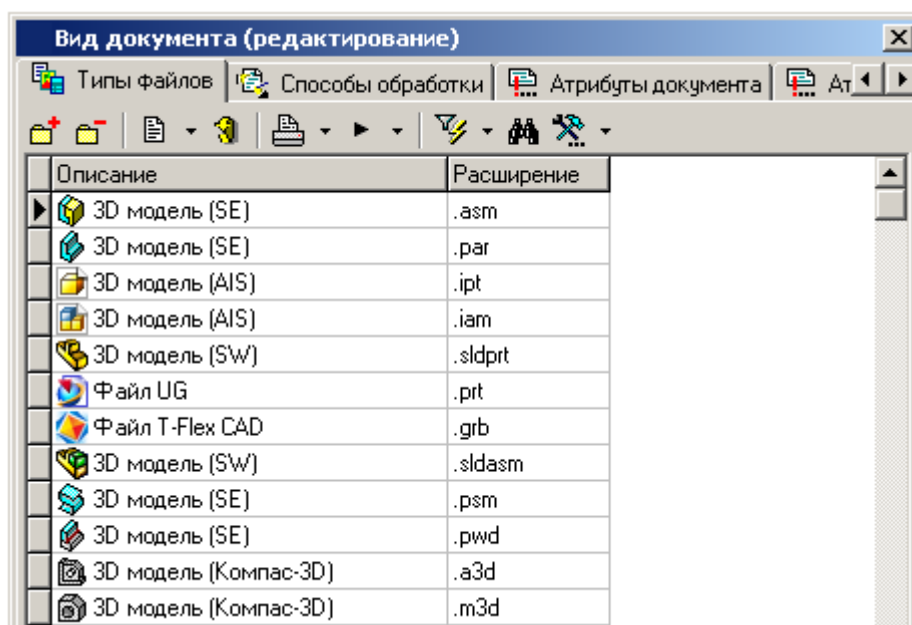 Вид документа (редактирование)
Типы файлов Способы обработки Атрибуты документа Ат
Описание Расширение
3D модель (SE) .asm
3D модель (SE) .par
3D модель (AIS) .ipt
3D модель (AIS) .iam
3D модель (SW) .sldprt
Файл UG .prt
Файл T-Flex CAD .grb
3D модель (SW) .sldasm
3D модель (SE) .psm
3D модель (SE) .pwd
3D модель (Компас-3D) .a3d
3D модель (Компас-3D) .m3d